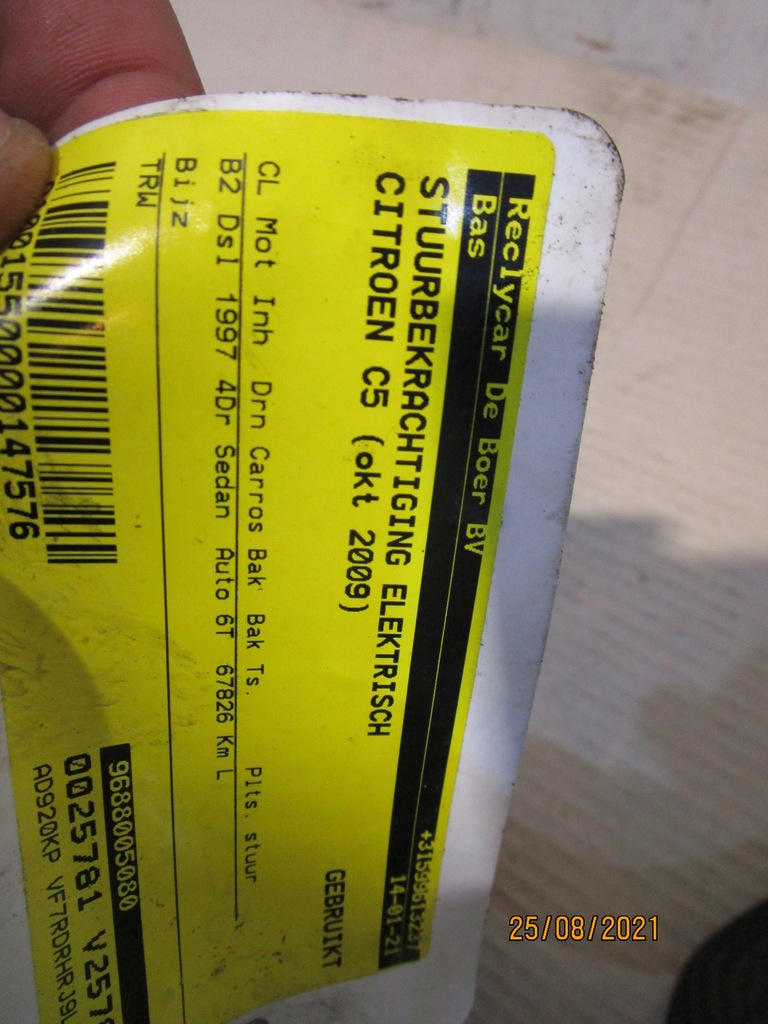 Reclycar De Boer BV
Bas 14-01-21
STUURBEKRACHTIGING ELEKTRISCH
CITROEN C5 (okt 2009)
GEBRUIKT
CL Mot Inh Drn Carros Bak Bak Ts. Plts. stuur
B2 Dsl 1997 4Dr Sedan Auto 6T 67826 Km L
Bijz
TRW
9688005080
0025781
AD920KP
25/08/2021